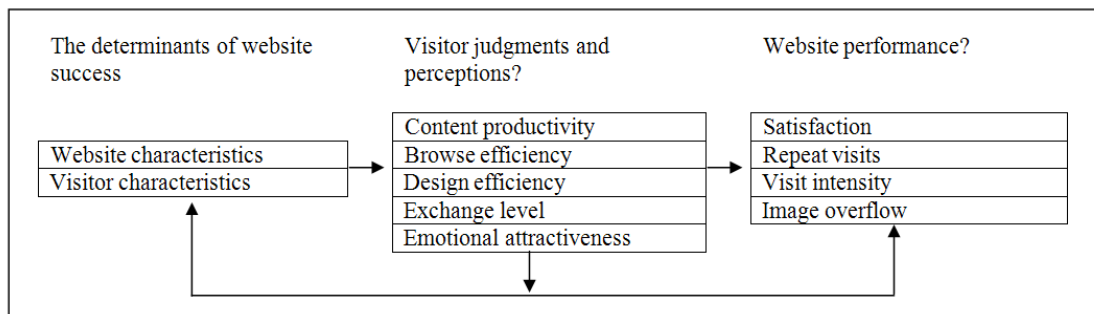 The determinants of website
success
Visitor judgments and
perceptions?
Website performance?
Website characteristics
Visitor characteristics
Content productivity
Browse efficiency
Design efficiency
Exchange level
Emotional attractiveness
Satisfaction
Repeat visits
Visit intensity
Image overflow